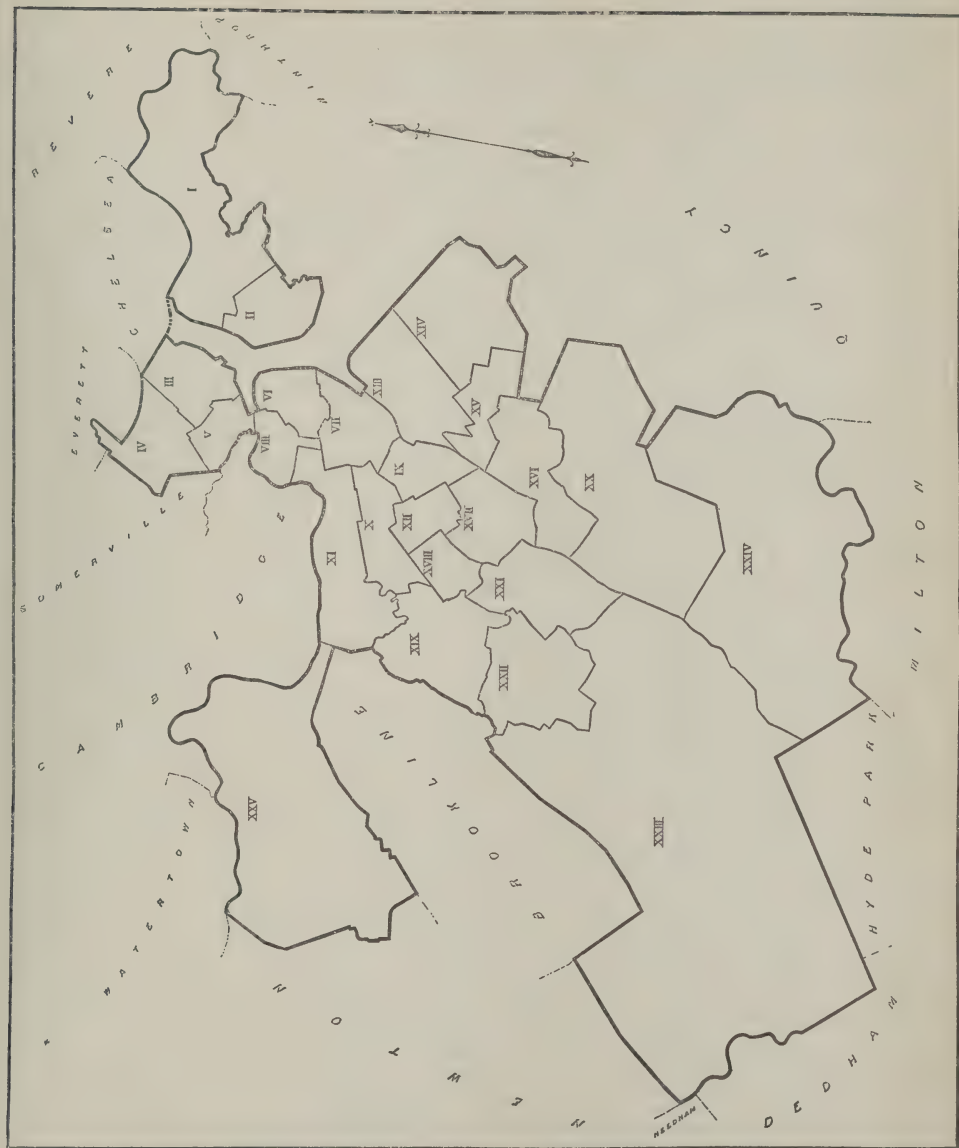 WINTHROP
REVERE
CHELSEA
EVERETT
SOMERVILLE
CAMBRIDGE
WATERTOWN
NEWTON
BROOKLINE
NEEDHAM
DEDHAM
HYDE PARK
MILTON
QUINCY
I
II
III
IV
V
VI
VII
VIII
IX
X
XI
XII
XIII
XIV
XV
XVI
XVII
XVIII
XIX
XX
XXI
XXII
XXIII
XXIV
XXV